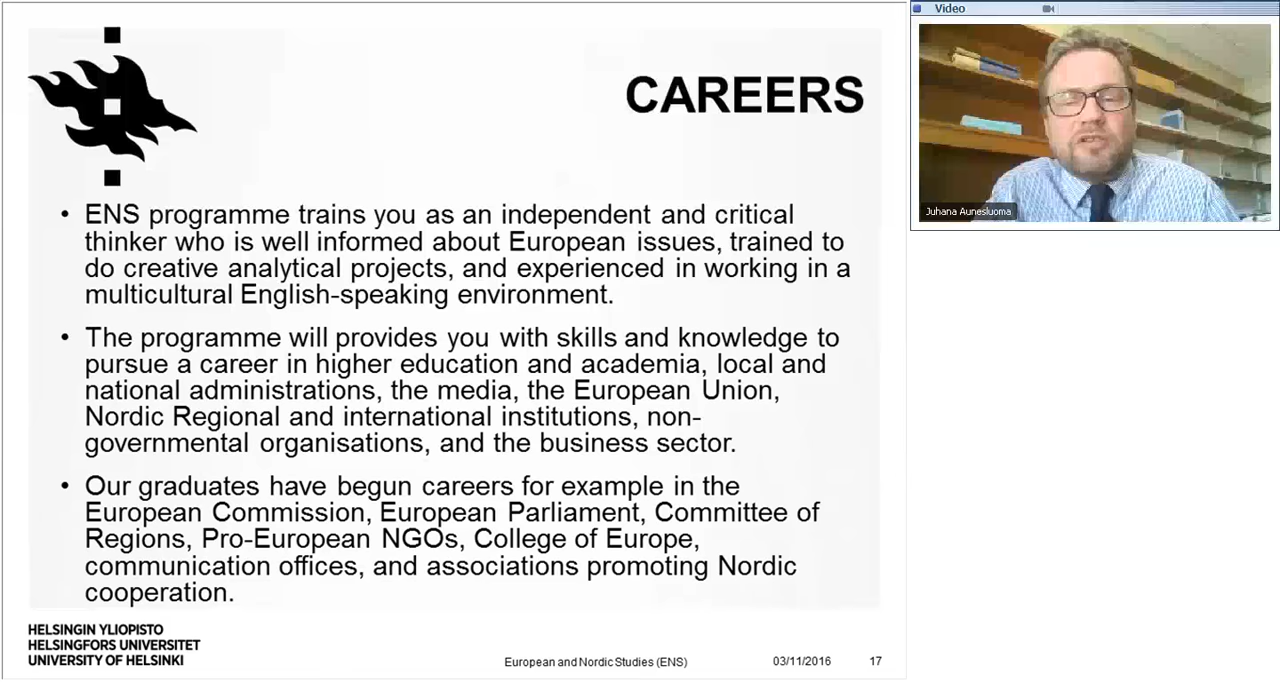 CAREERS
• ENS programme trains you as an independent and critical
thinker who is well informed about European issues, trained to
do creative analytical projects, and experienced in working in a
multicultural English-speaking environment.
• The programme will provides you with skills and knowledge to
pursue a career in higher education and academia, local and
national administrations, the media, the European Union,
Nordic Regional and international institutions, non-
governmental organisations, and the business sector.
• Our graduates have begun careers for example in the
European Commission, European Parliament, Committee of
Regions, Pro-European NGOs, College of Europe,
communication offices, and associations promoting Nordic
cooperation.
HELSINGIN YLIOPISTO
HELSINGFORS UNIVERSITET
UNIVERSITY OF HELSINKI
European and Nordic Studies (ENS)
03/11/2016
17
Video
Juhana Aunesluoma